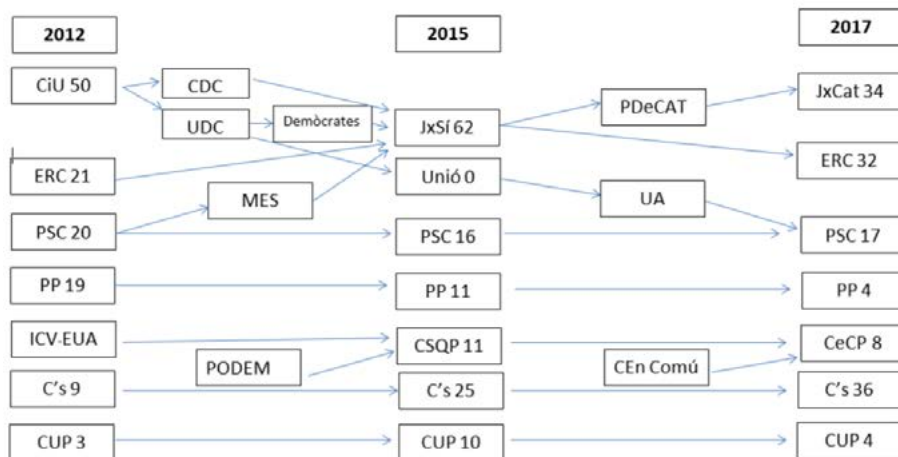 2012
2015
2017
CiU 50
CDC
UDC
Demòcrates
JxSí 62
PDeCAT
JxCat 34
ERC 21
MES
Unió 0
UA
ERC 32
PSC 20
PSC 16
PSC 17
PP 19
PP 11
PP 4
ICV-EUA
PODEM
CSQP 11
CEn Comú
CeCP 8
C's 9
C's 25
C's 36
CUP 3
CUP 10
CUP 4